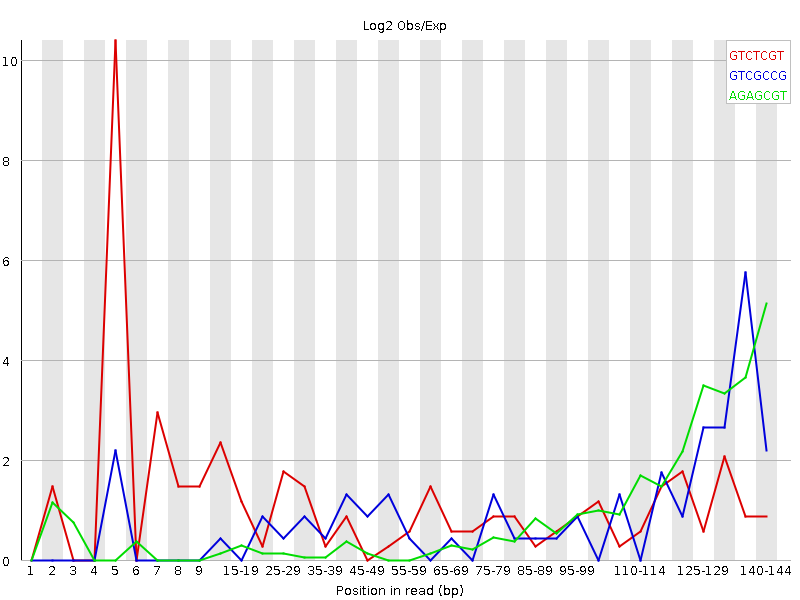 Log2 Obs/Exp
GTCTCGT
GTCGCCG
AGAGCGT
10
8
6
4
2
0
1 2 3 4 5 6 7 8 9 15-19 25-29 35-39 45-49 55-59 65-69 75-79 85-89 95-99 110-114 125-129 140-144
Position in read (bp)